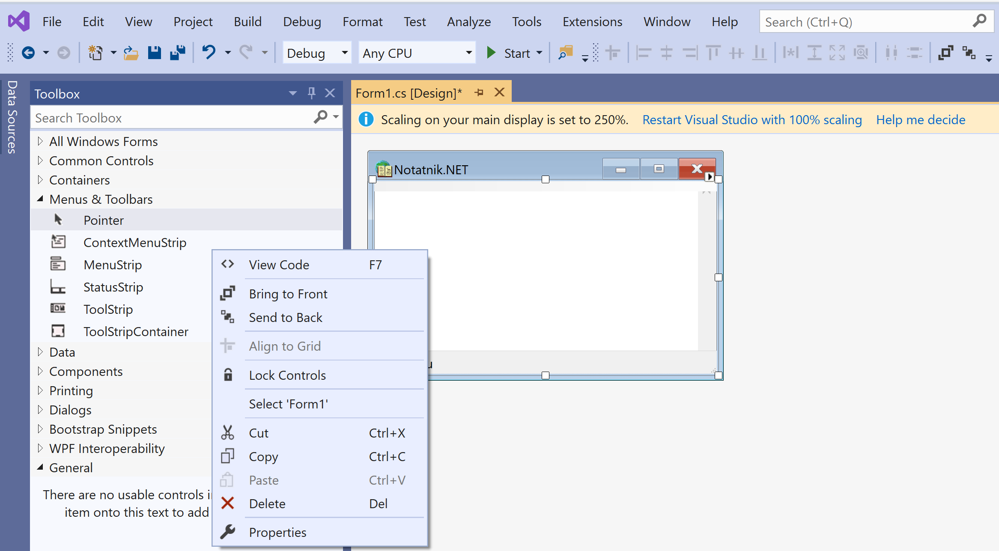 File Edit View Project Build Debug Format Test Analyze Tools Extensions Window Help Search (Ctrl+Q)
Debug Any CPU Start
Data Sources
Toolbox
Search Toolbox
All Windows Forms
Common Controls
Containers
Menus & Toolbars
Pointer
ContextMenuStrip
MenuStrip
StatusStrip
ToolStrip
ToolStripContainer
Data
Components
Printing
Dialogs
Bootstrap Snippets
WPF Interoperability
General
There are no usable controls
item onto this text to add
Form1.cs [Design]*
Scaling on your main display is set to 250%. Restart Visual Studio with 100% scaling Help me decide
Notatnik.NET
View Code F7
Bring to Front
Send to Back
Align to Grid
Lock Controls
Select 'Form1'
Cut Ctrl+X
Copy Ctrl+C
Paste Ctrl+V
Delete Del
Properties